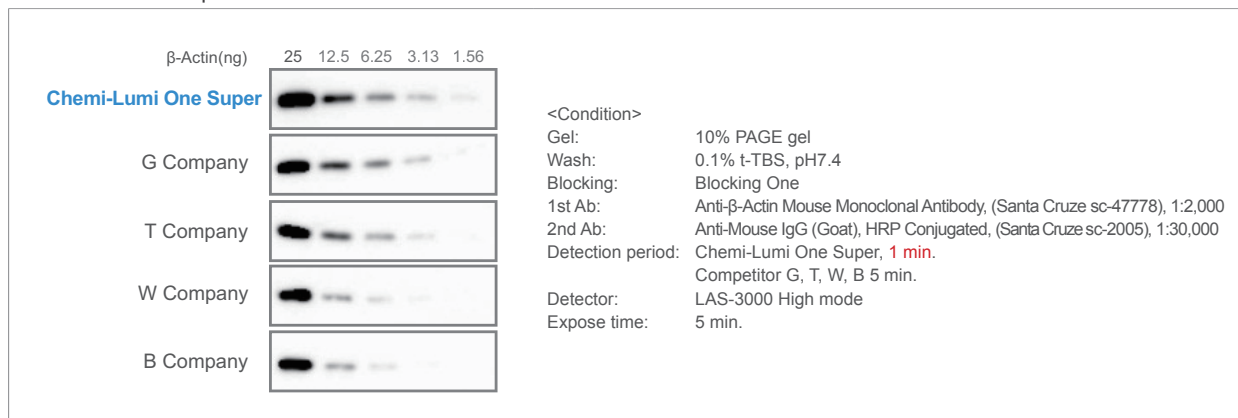 β-Actin(ng) 25 12.5 6.25 3.13 1.56
Chemi-Lumi One Super
G Company
T Company
W Company
B Company
<Condition>
Gel: 10% PAGE gel
Wash: 0.1% t-TBS, pH7.4
Blocking: Blocking One
1st Ab: Anti-β-Actin Mouse Monoclonal Antibody, (Santa Cruze sc-47778), 1:2,000
2nd Ab: Anti-Mouse IgG (Goat), HRP Conjugated, (Santa Cruze sc-2005), 1:30,000
Detection period: Chemi-Lumi One Super, 1 min.
Competitor G, T, W, B 5 min.
Detector: LAS-3000 High mode
Expose time: 5 min.